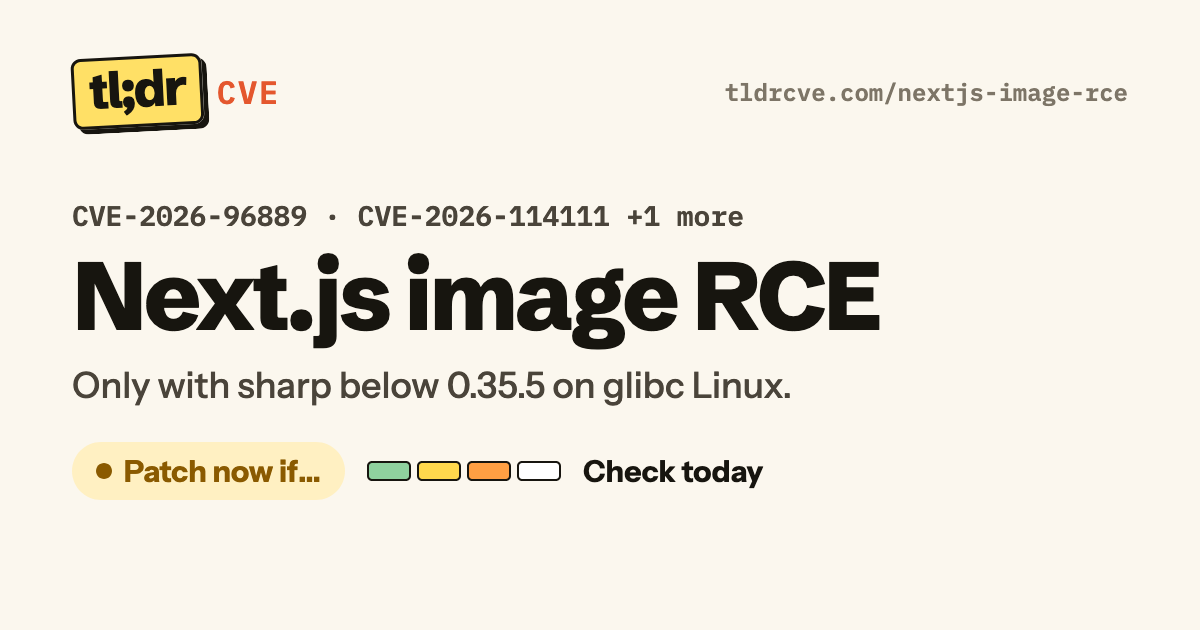 tl;dr CVE
tldrcve.com/nextjs-image-rce
CVE-2026-96889 · CVE-2026-114111 +1 more
Next.js image RCE
Only with sharp below 0.35.5 on glibc Linux.
Patch now if...
Check today